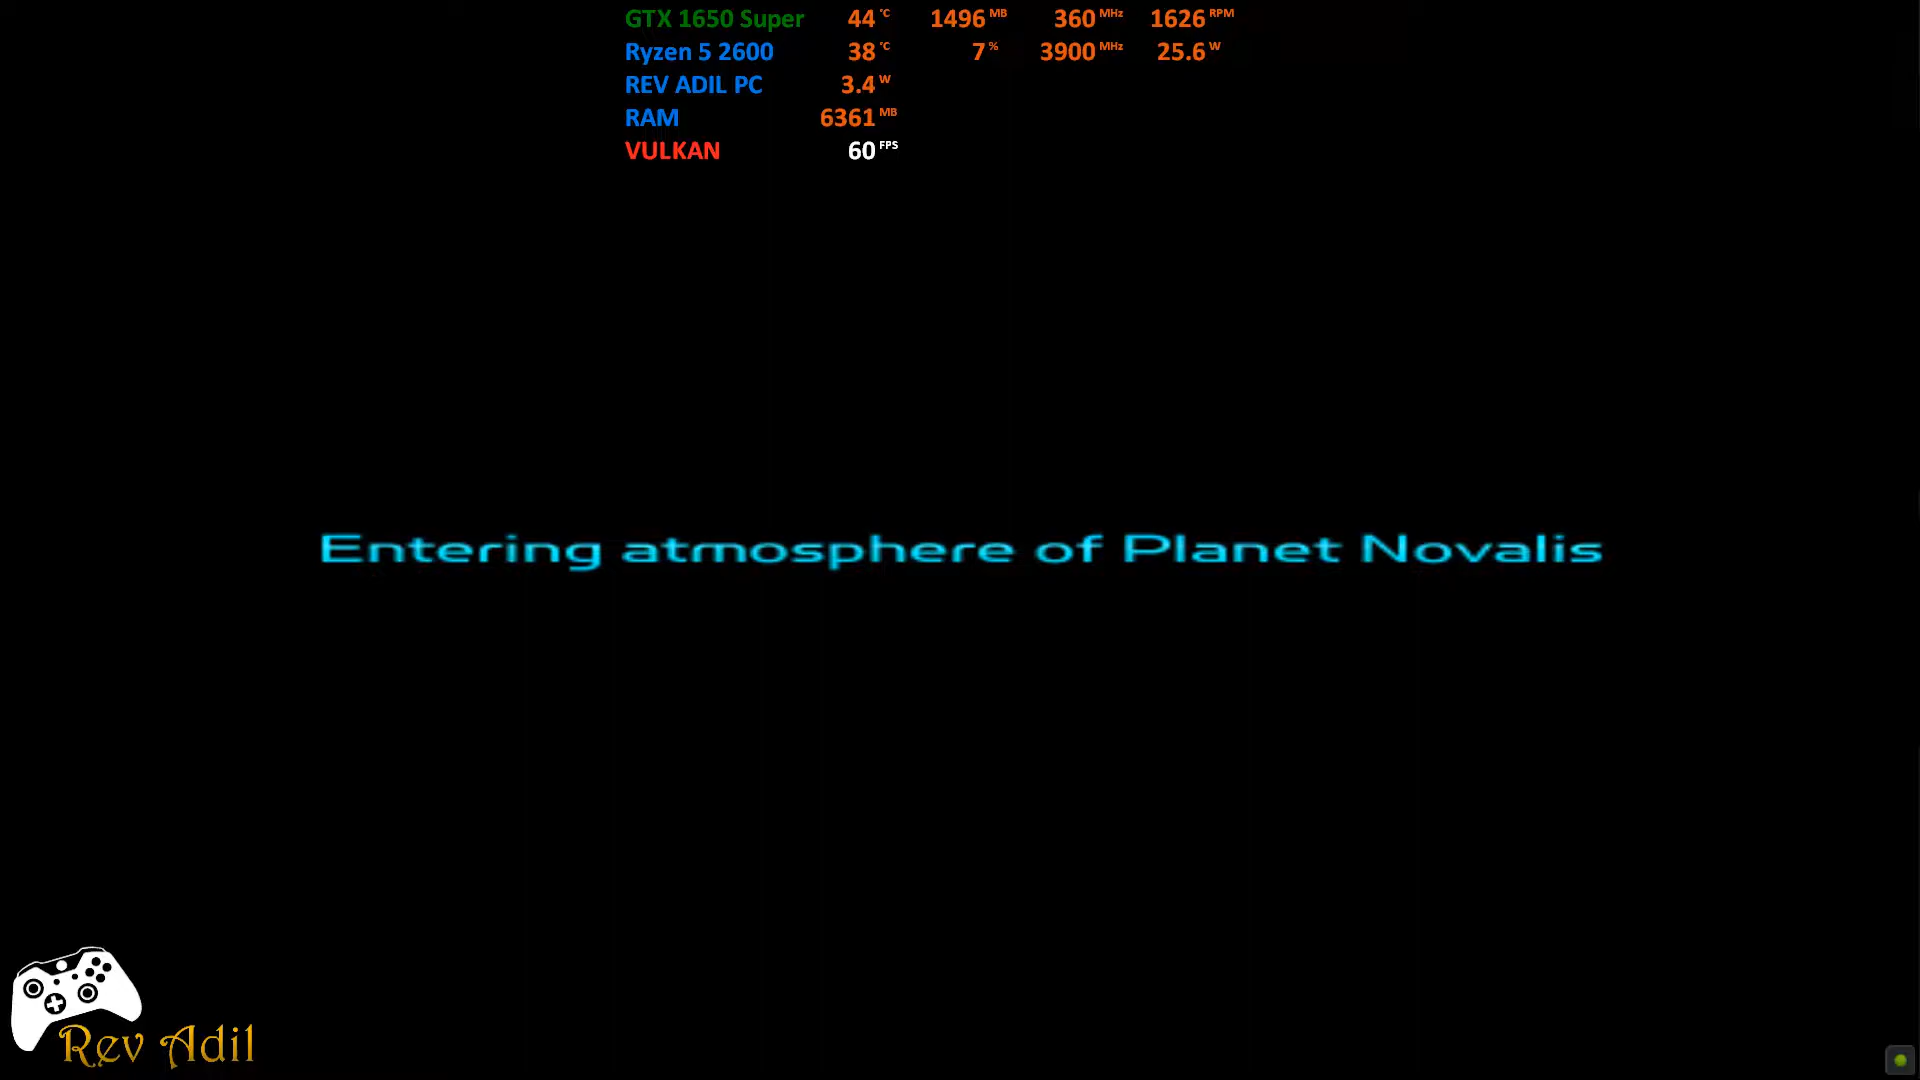 GTX 1650 Super 44 °C 1496 MB 360 MHz 1626 RPM
Ryzen 5 2600 38 °C 7 % 3900 MHz 25.6 W
REV ADIL PC 3.4 W
RAM 6361 MB
VULKAN 60 FPS
Entering atmosphere of Planet Novalis
Rev Adil